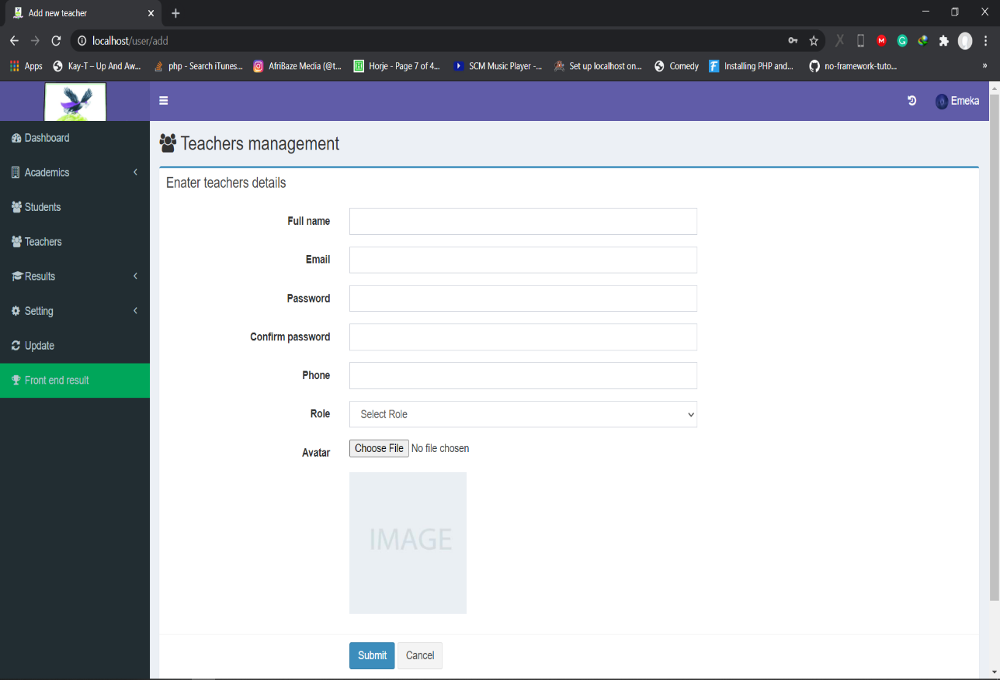 Add new teacher
localhost/user/add
Apps Kay-T – Up And Aw... php - Search iTunes... AfriBaze Media (@t... Horje - Page 7 of 4... SCM Music Player -... Set up localhost on... Comedy Installing PHP and... no-framework-tuto... »
Emeka
Dashboard
Academics
Students
Teachers
Results
Setting
Update
Front end result
Teachers management
Enater teachers details
Full name
Email
Password
Confirm password
Phone
Role Select Role
Avatar Choose File No file chosen
IMAGE
Submit Cancel